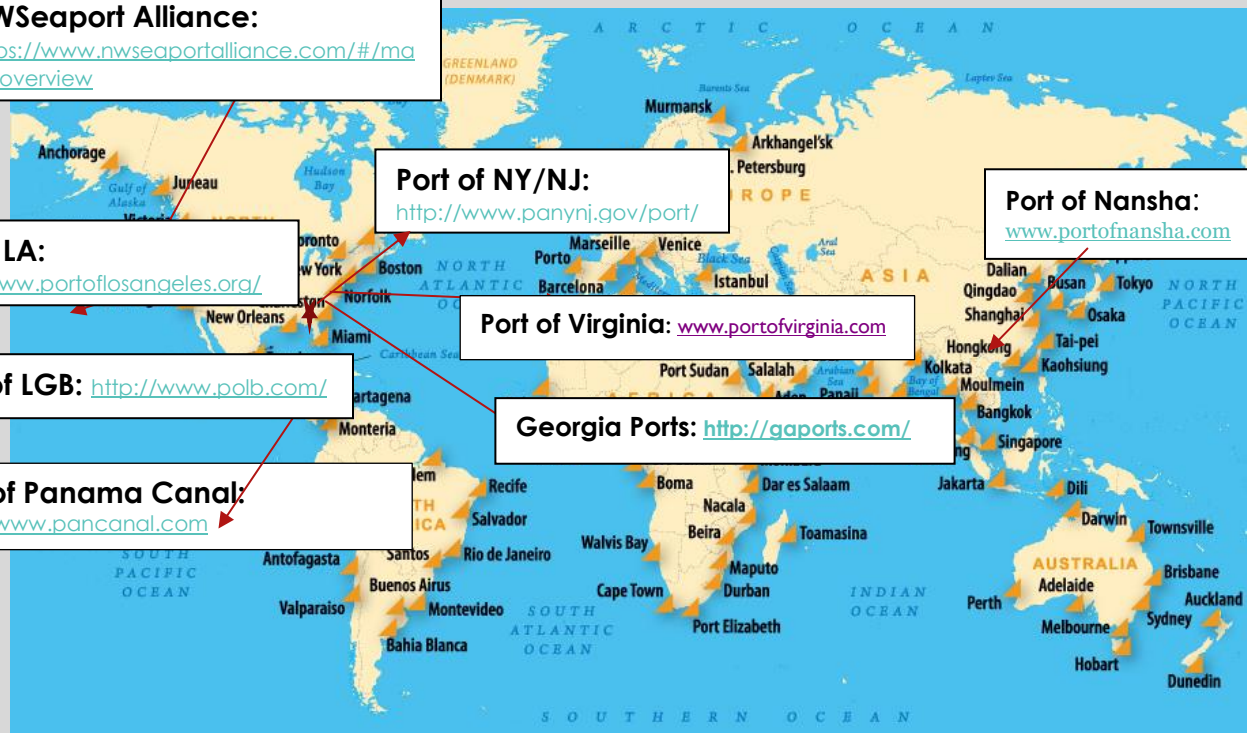 WSeaport Alliance:
ps://www.nwseaportalliance.com/#/ma
overview
A R C T I C   O C E A N
GREENLAND
(DENMARK)
Barents Sea
Laptev Sea
Murmansk
Arkhangel'sk
. Petersburg
Anchorage
Juneau
Gulf of
Alaska
Hudson
Bay
Port of NY/NJ:
http://www.panynj.gov/port/
Port of Nansha:
www.portofnansha.com
LA:
www.portoflosangeles.org/
ronto
w York
Boston
Norfolk
New Orleans
Miami
NORTH
ATLANTIC
Porto
Marseille
Venice
Barcelona
Black Sea
Istanbul
Aral
Sea
ROPE
ASIA
Dalian
Qingdao
Busan
Tokyo
Shanghai
Osaka
NORTH
PACIFIC
OCEAN
Port of Virginia: www.portofvirginia.com
Hongkong
Tai-pei
Kaohsiung
Caribbean Sea
of LGB: http://www.polb.com/
artagena
Monteria
Port Sudan
Salalah
Arabian
Sea
Aden
Panaji
Bay of
Bengal
Kolkata
Moulmein
Bangkok
Georgia Ports: http://gaports.com/
Singapore
Jakarta
Dili
Darwin
Townsville
of Panama Canal:
www.pancanal.com
lem
Recife
Salvador
Boma
Dar es Salaam
Nacala
Beira
Toamasina
SOUTH
PACIFIC
OCEAN
Antofagasta
Santos
Rio de Janeiro
Walvis Bay
Maputo
Durban
Cape Town
Port Elizabeth
Buenos Airus
Valparaiso
Montevideo
Bahia Blanca
SOUTH
ATLANTIC
OCEAN
INDIAN
OCEAN
AUSTRALIA
Perth
Adelaide
Brisbane
Auckland
Sydney
Melbourne
Hobart
Dunedin
SOUTHERN OCEAN